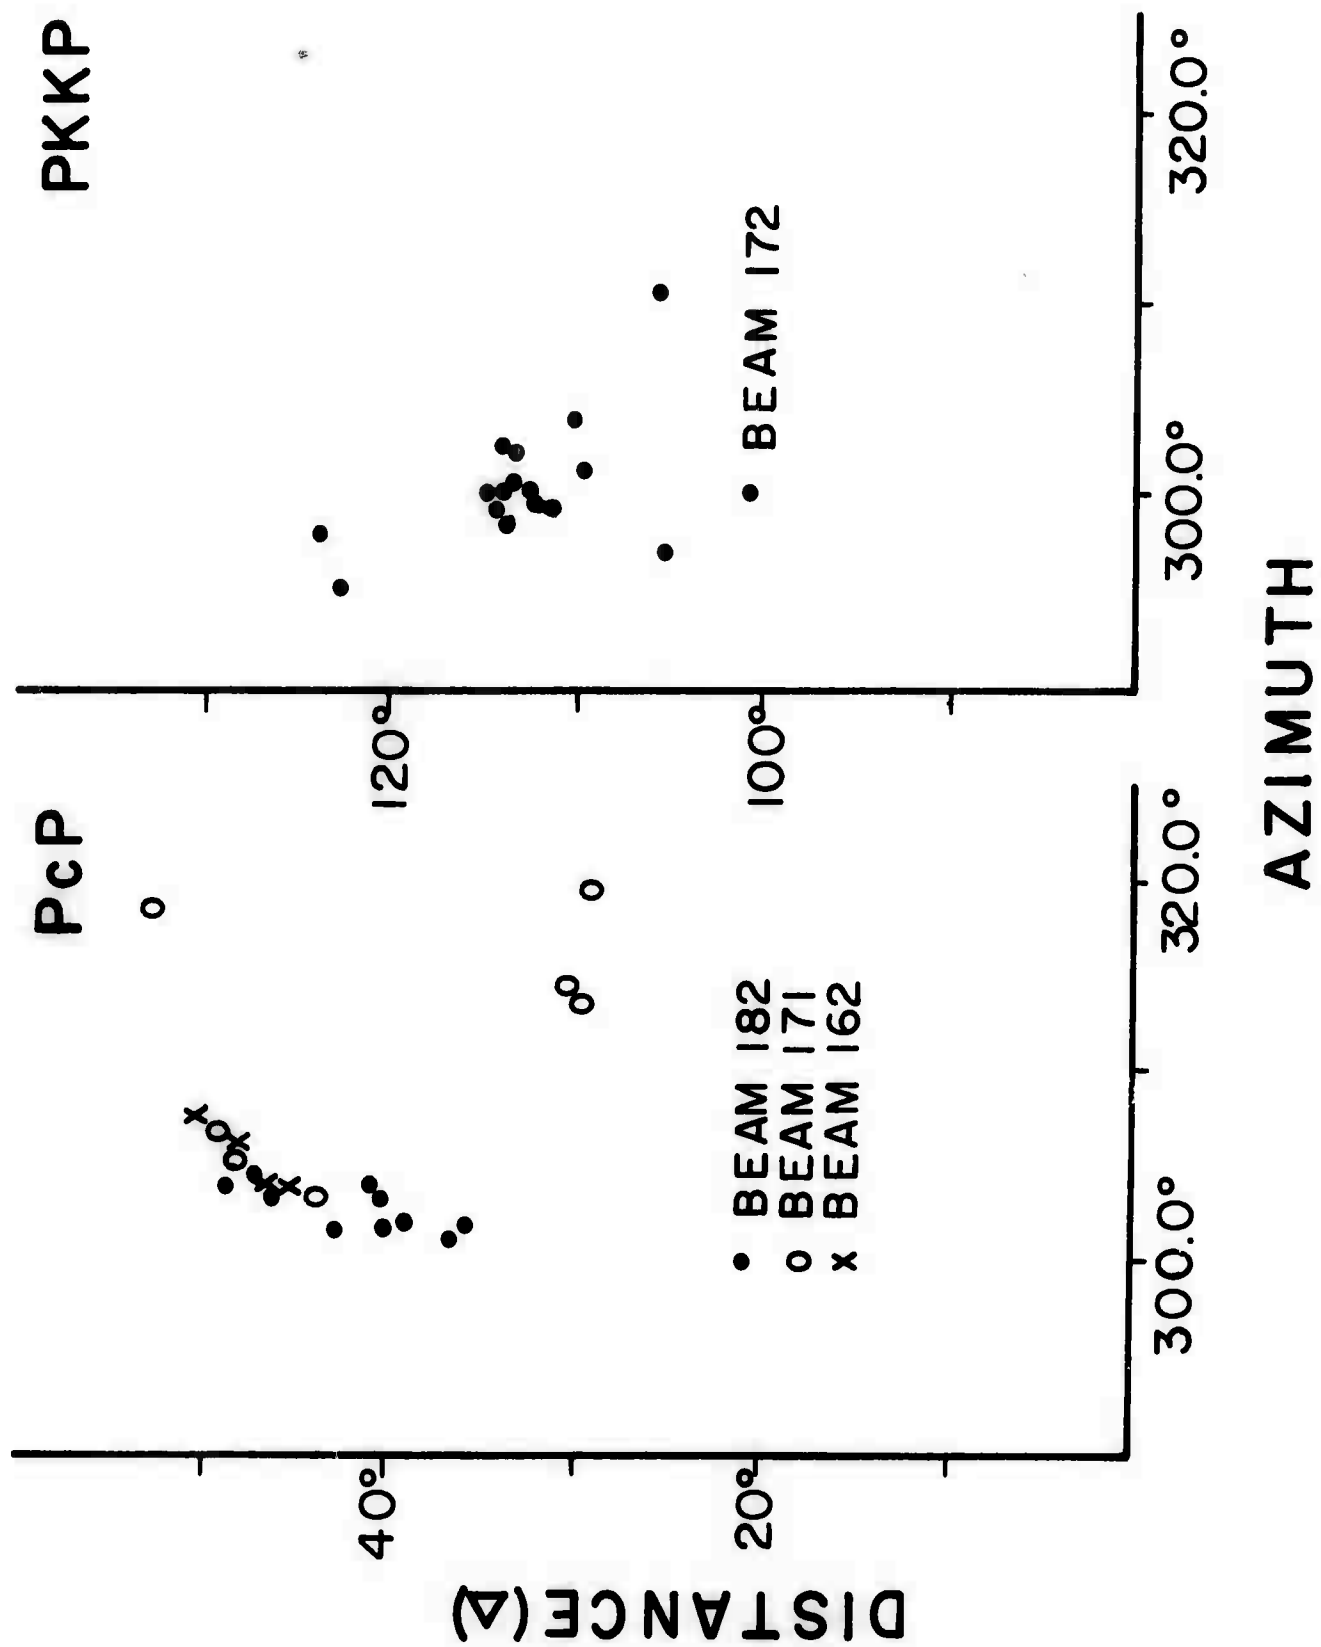 PcP
PKKP
DISTANCE(Δ)
40°
20°
120°
100°
● BEAM 182
O BEAM 171
X BEAM 162
● BEAM 172
300.0°
320.0°
300.0°
320.0°
AZIMUTH